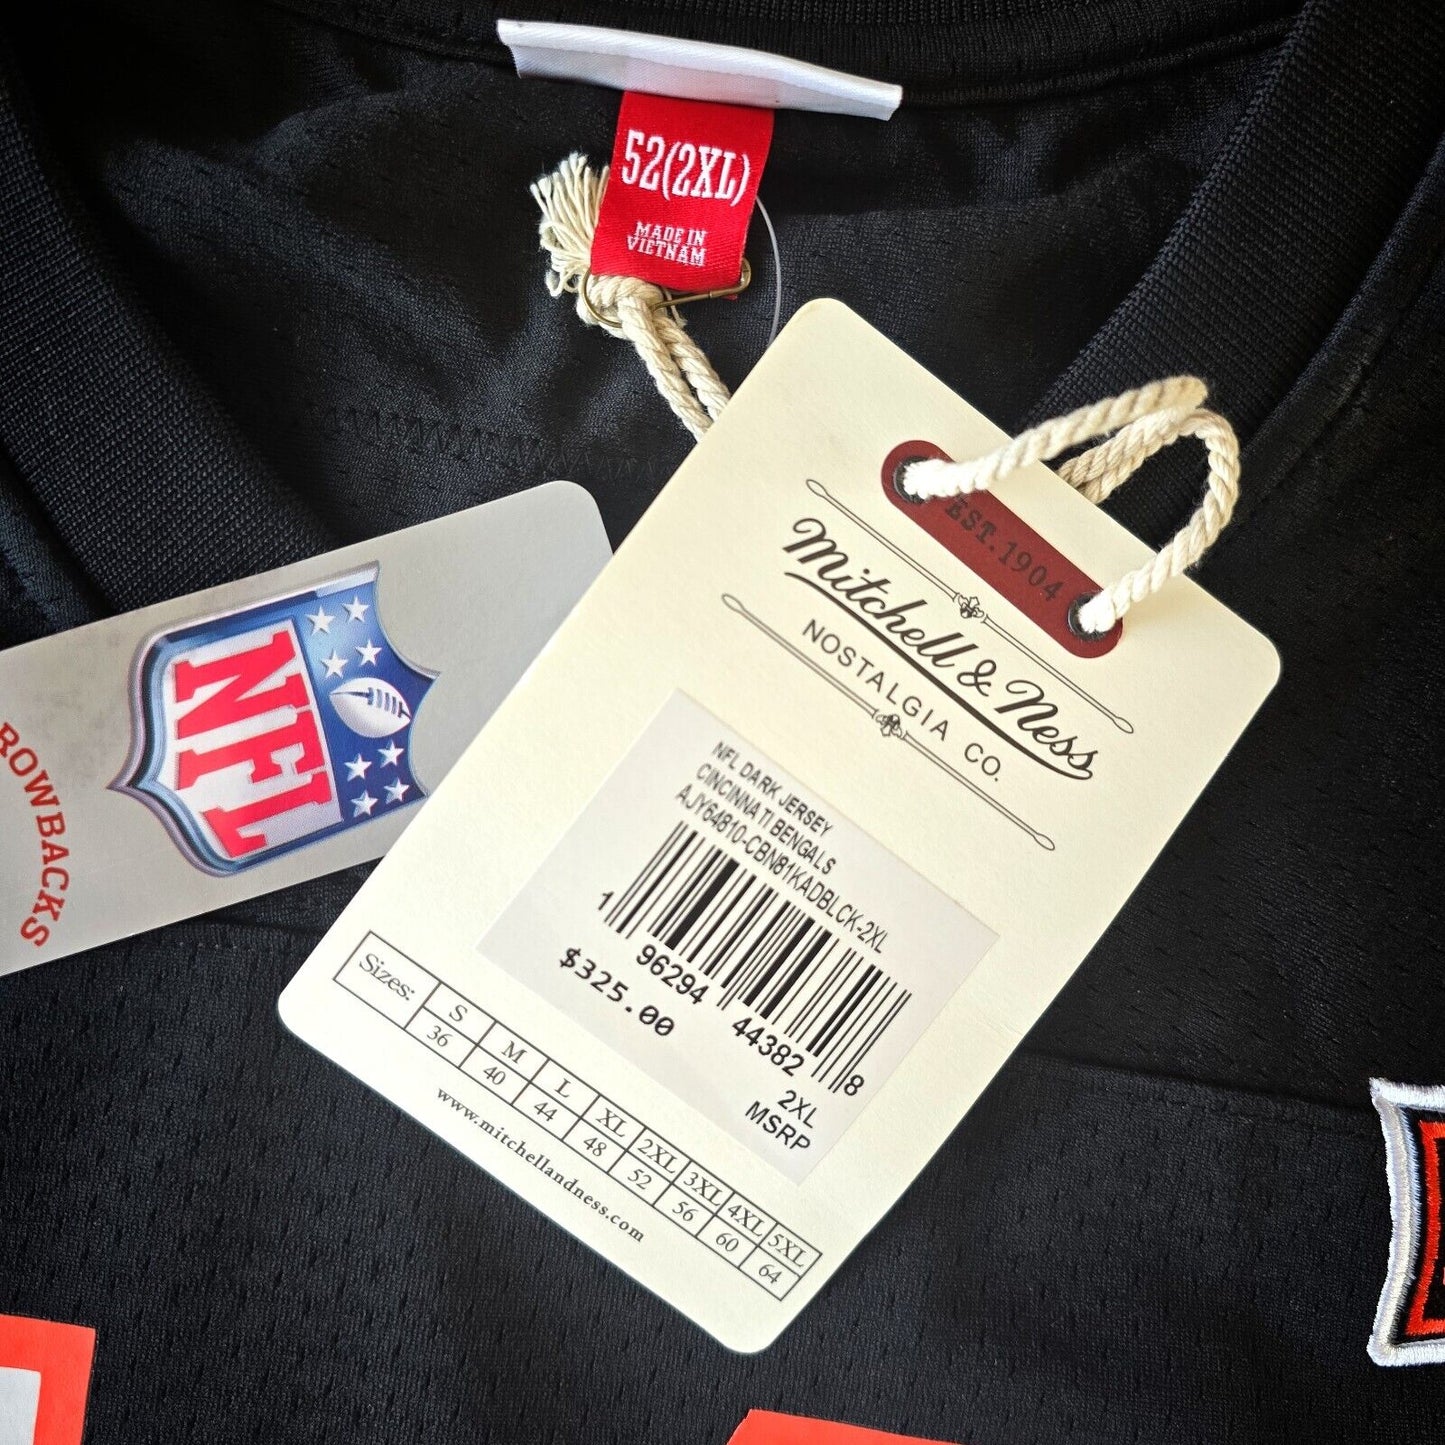 52(2XL)
MADE IN
VIETNAM
EST. 1904
Mitchell & Ness
NOSTALGIA CO.
NFL DARK JERSEY
CINCINNATI BENGALS
AJY64810-CBN81KADBLCK-2XL
1 96294 44382 8
$325.00
2XL
MSRP
Sizes: S M L XL 2XL 3XL 4XL 5XL
36 40 44 48 52 56 60 64
www.mitchellandness.com
NFL
ROWBACKS